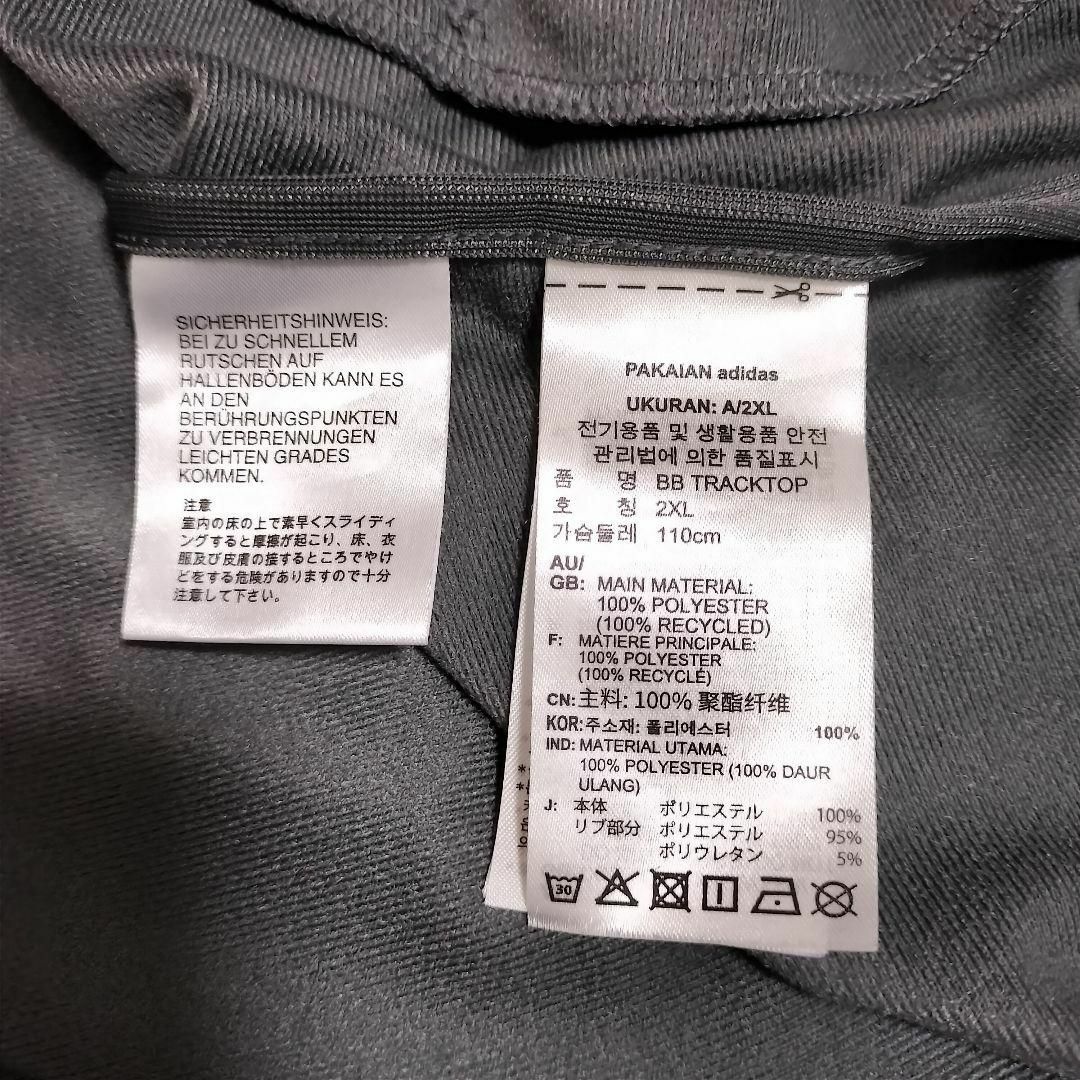 SICHERHEITSHINWEIS:
BEI ZU SCHNELLEM
RUTSCHEN AUF
HALLENBÖDEN KANN ES
AN DEN
BERÜHRUNGSPUNKTEN
ZU VERBRENNUNGEN
LEICHTEN GRADES
KOMMEN.
注意
室内の床の上で素早くスライディ
ングすると摩擦が起こり、床、衣
服及び皮膚の接するところでやけ
どをする危険がありますので十分
注意して下さい。
PAKAIAN adidas
UKURAN: A/2XL
전기용품 및 생활용품 안전
관리법에 의한 품질표시
품 명 BB TRACKTOP
호 칭 2XL
가슴둘레 110cm
AU/
GB: MAIN MATERIAL:
100% POLYESTER
(100% RECYCLED)
F: MATIERE PRINCIPALE:
100% POLYESTER
(100% RECYCLÉ)
CN: 主料: 100% 聚酯纤维
KOR: 주소재: 폴리에스터 100%
IND: MATERIAL UTAMA:
100% POLYESTER (100% DAUR
ULANG)
J: 本体 ポリエステル 100%
リブ部分 ポリエステル 95%
ポリウレタン 5%
30